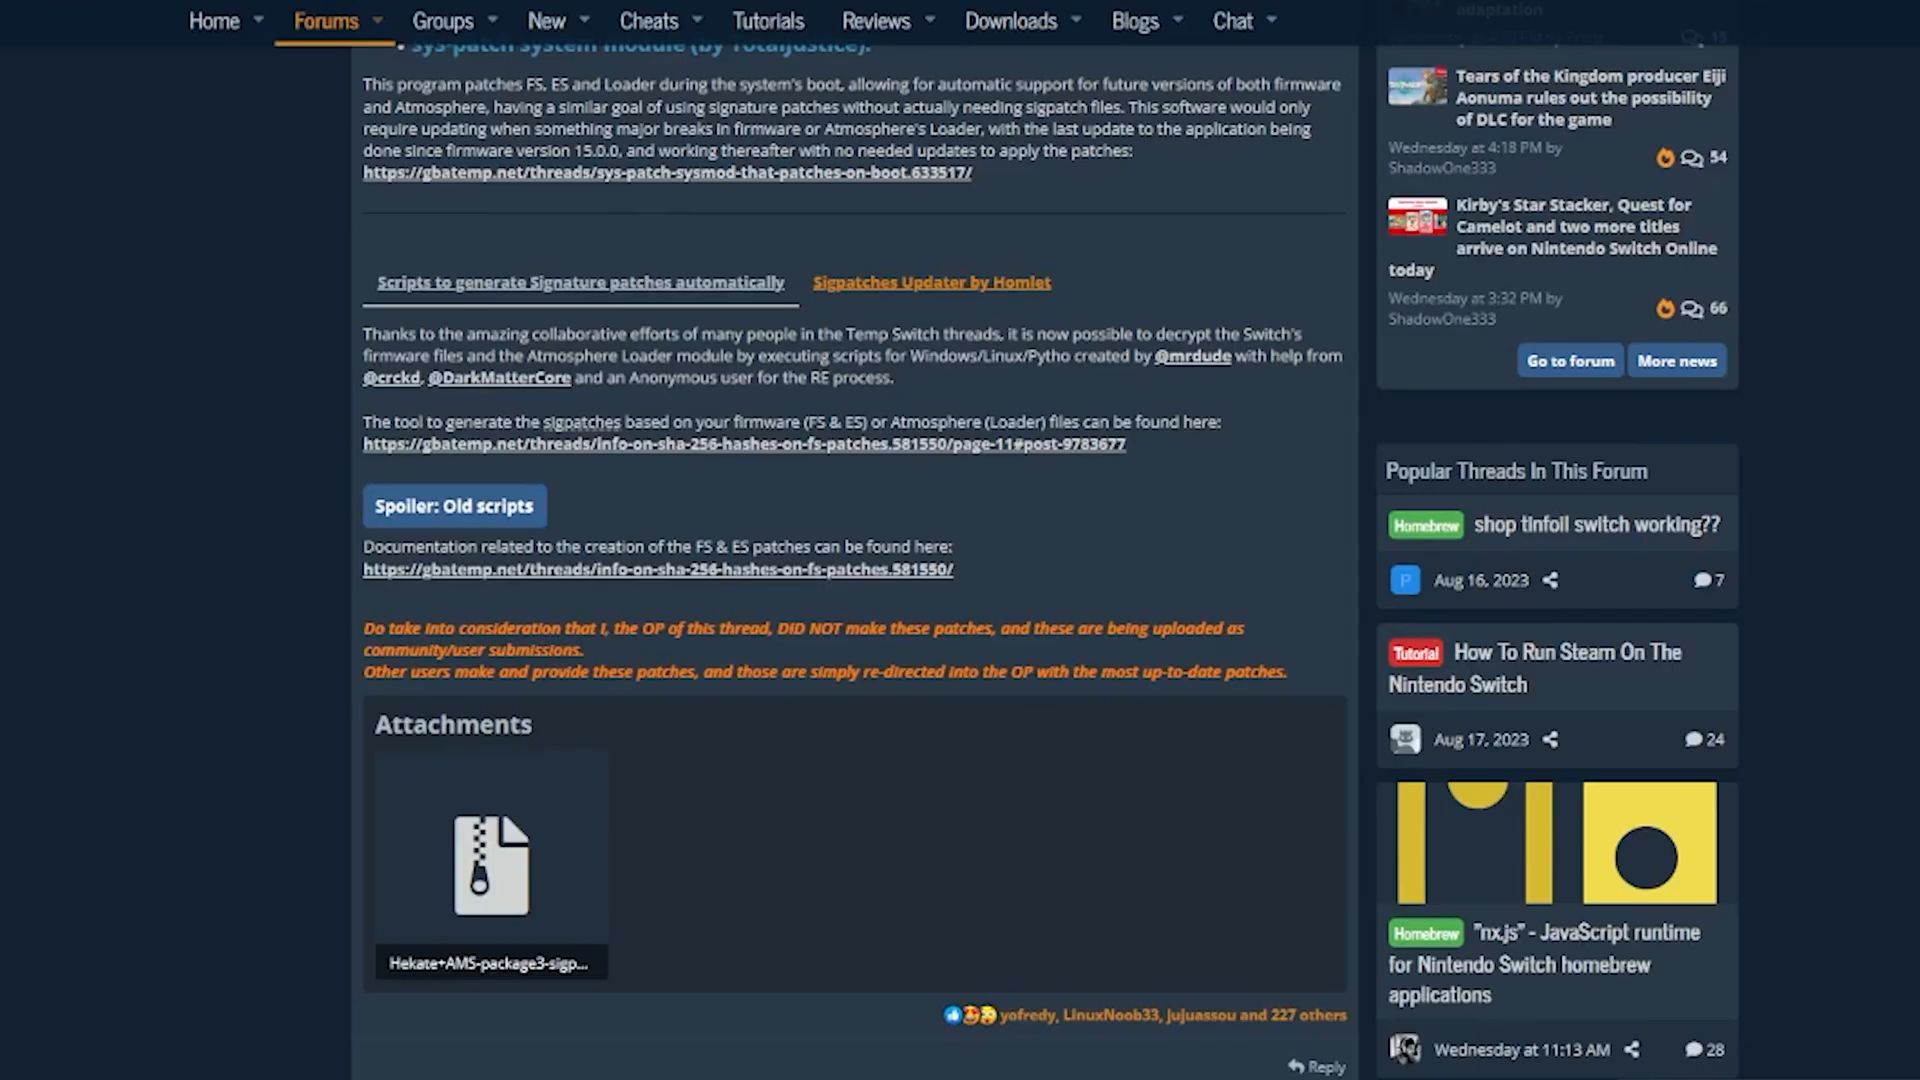 Home
Forums
Groups
New
Cheats
Tutorials
Reviews
Downloads
Blogs
Chat
sys-patch system module (by TotalJustice):
This program patches FS, ES and Loader during the system's boot, allowing for automatic support for future versions of both firmware
and Atmosphere, having a similar goal of using signature patches without actually needing sigpatch files. This software would only
require updating when something major breaks in firmware or Atmosphere's Loader, with the last update to the application being
done since firmware version 15.0.0, and working thereafter with no needed updates to apply the patches:
https://gbatemp.net/threads/sys-patch-sysmod-that-patches-on-boot.633517/
Scripts to generate Signature patches automatically
Sigpatches Updater by Homlet
Thanks to the amazing collaborative efforts of many people in the Temp Switch threads, it is now possible to decrypt the Switch's
firmware files and the Atmosphere Loader module by executing scripts for Windows/Linux/Pytho created by @mrdude with help from
@crckd, @DarkMatterCore and an Anonymous user for the RE process.
The tool to generate the sigpatches based on your firmware (FS & ES) or Atmosphere (Loader) files can be found here:
https://gbatemp.net/threads/info-on-sha-256-hashes-on-fs-patches.581550/page-11#post-9783677
Spoiler: Old scripts
Documentation related to the creation of the FS & ES patches can be found here:
https://gbatemp.net/threads/info-on-sha-256-hashes-on-fs-patches.581550/
Do take into consideration that I, the OP of this thread, DID NOT make these patches, and these are being uploaded as
community/user submissions.
Other users make and provide these patches, and those are simply re-directed into the OP with the most up-to-date patches.
Attachments
Hekate+AMS-package3-sigp...
yofredy, LinuxNoob33, jujuassou and 227 others
Reply
adaptation
15
Tears of the Kingdom producer Eiji
Aonuma rules out the possibility
of DLC for the game
Wednesday at 4:18 PM by
ShadowOne333
54
Kirby's Star Stacker, Quest for
Camelot and two more titles
arrive on Nintendo Switch Online
today
Wednesday at 3:32 PM by
ShadowOne333
66
Go to forum
More news
Popular Threads In This Forum
Homebrew shop tinfoil switch working??
P
Aug 16, 2023
7
Tutorial How To Run Steam On The
Nintendo Switch
Aug 17, 2023
24
Homebrew "nx.js" - JavaScript runtime
for Nintendo Switch homebrew
applications
Wednesday at 11:13 AM
28